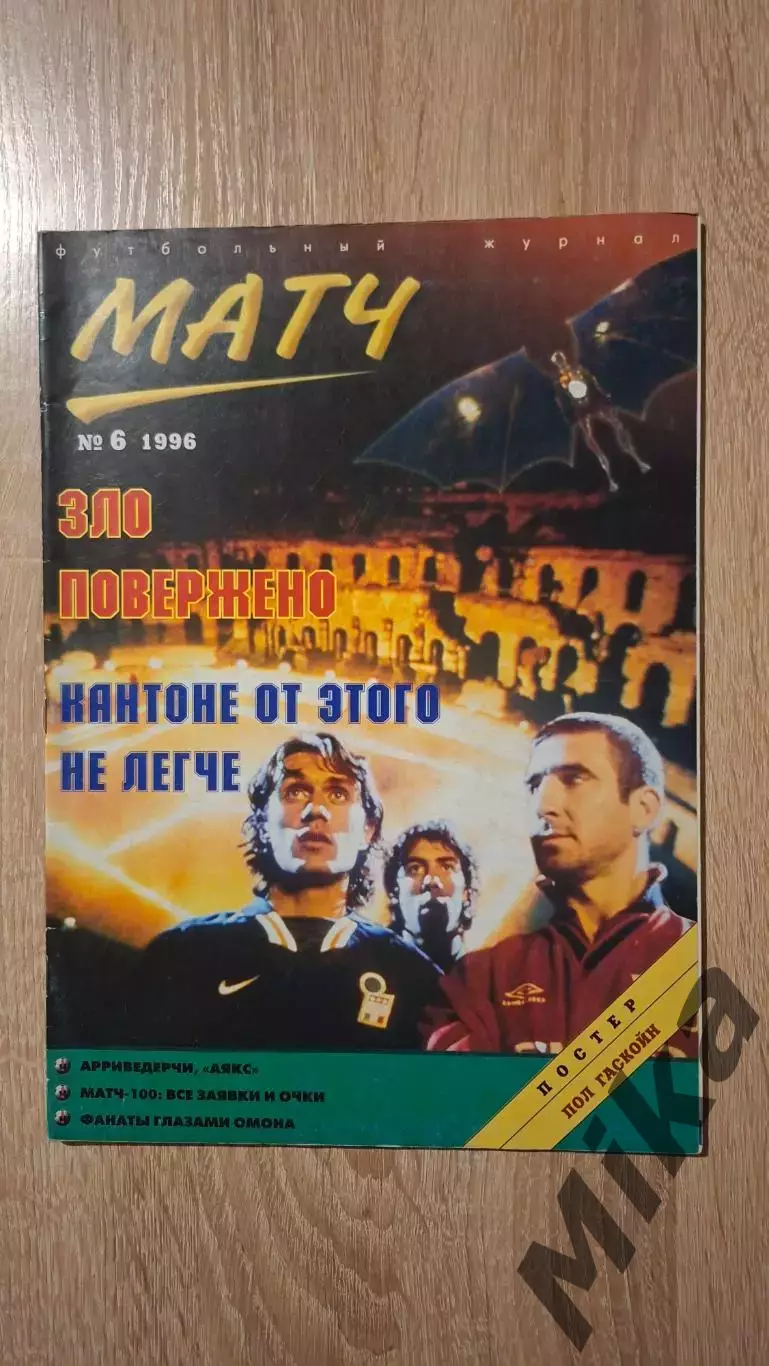 футбольный журнал
МАТЧ
№ 6 1996
ЗЛО
ПОВЕРЖЕНО
КАНТОНЕ ОТ ЭТОГО
НЕ ЛЕГЧЕ
АРРИВЕДЕРЧИ, «АЯКС»
МАТЧ-100: ВСЕ ЗАЯВКИ И ОЧКИ
ФАНАТЫ ГЛАЗАМИ ОМОНА
ПОСТЕР
ПОЛ ГАСКОЙН
Mika